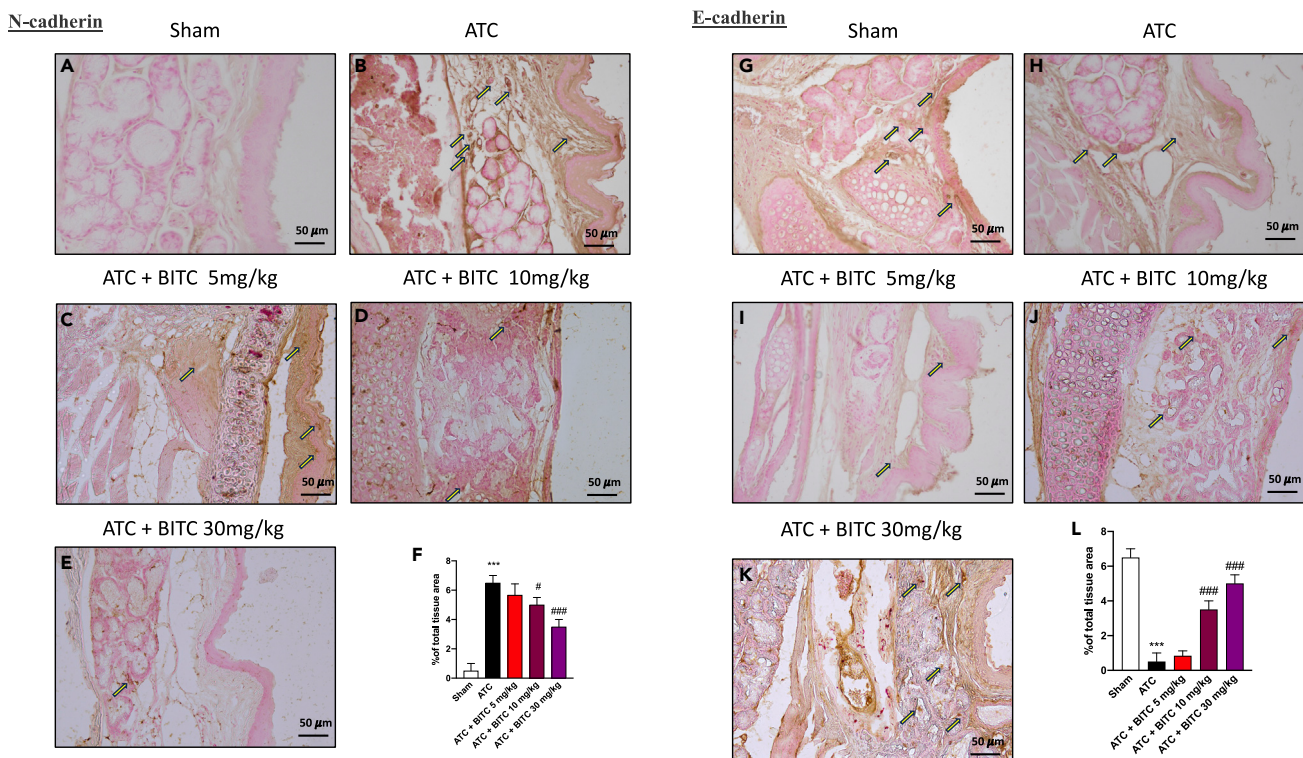 N-cadherin
Sham
ATC
A
50 µm
B
50 µm
ATC + BITC 5mg/kg
ATC + BITC 10mg/kg
C
50 µm
D
50 µm
ATC + BITC 30mg/kg
E
50 µm
F
%of total tissue area
8
6
4
2
0
***
#
###
Sham
ATC
ATC + BITC 5 mg/kg
ATC + BITC 10 mg/kg
ATC + BITC 30 mg/kg
E-cadherin
Sham
ATC
G
50 µm
H
50 µm
ATC + BITC 5mg/kg
ATC + BITC 10mg/kg
I
50 µm
J
50 µm
ATC + BITC 30mg/kg
K
50 µm
L
%of total tissue area
8
6
4
2
0
***
###
###
Sham
ATC
ATC + BITC 5 mg/kg
ATC + BITC 10 mg/kg
ATC + BITC 30 mg/kg